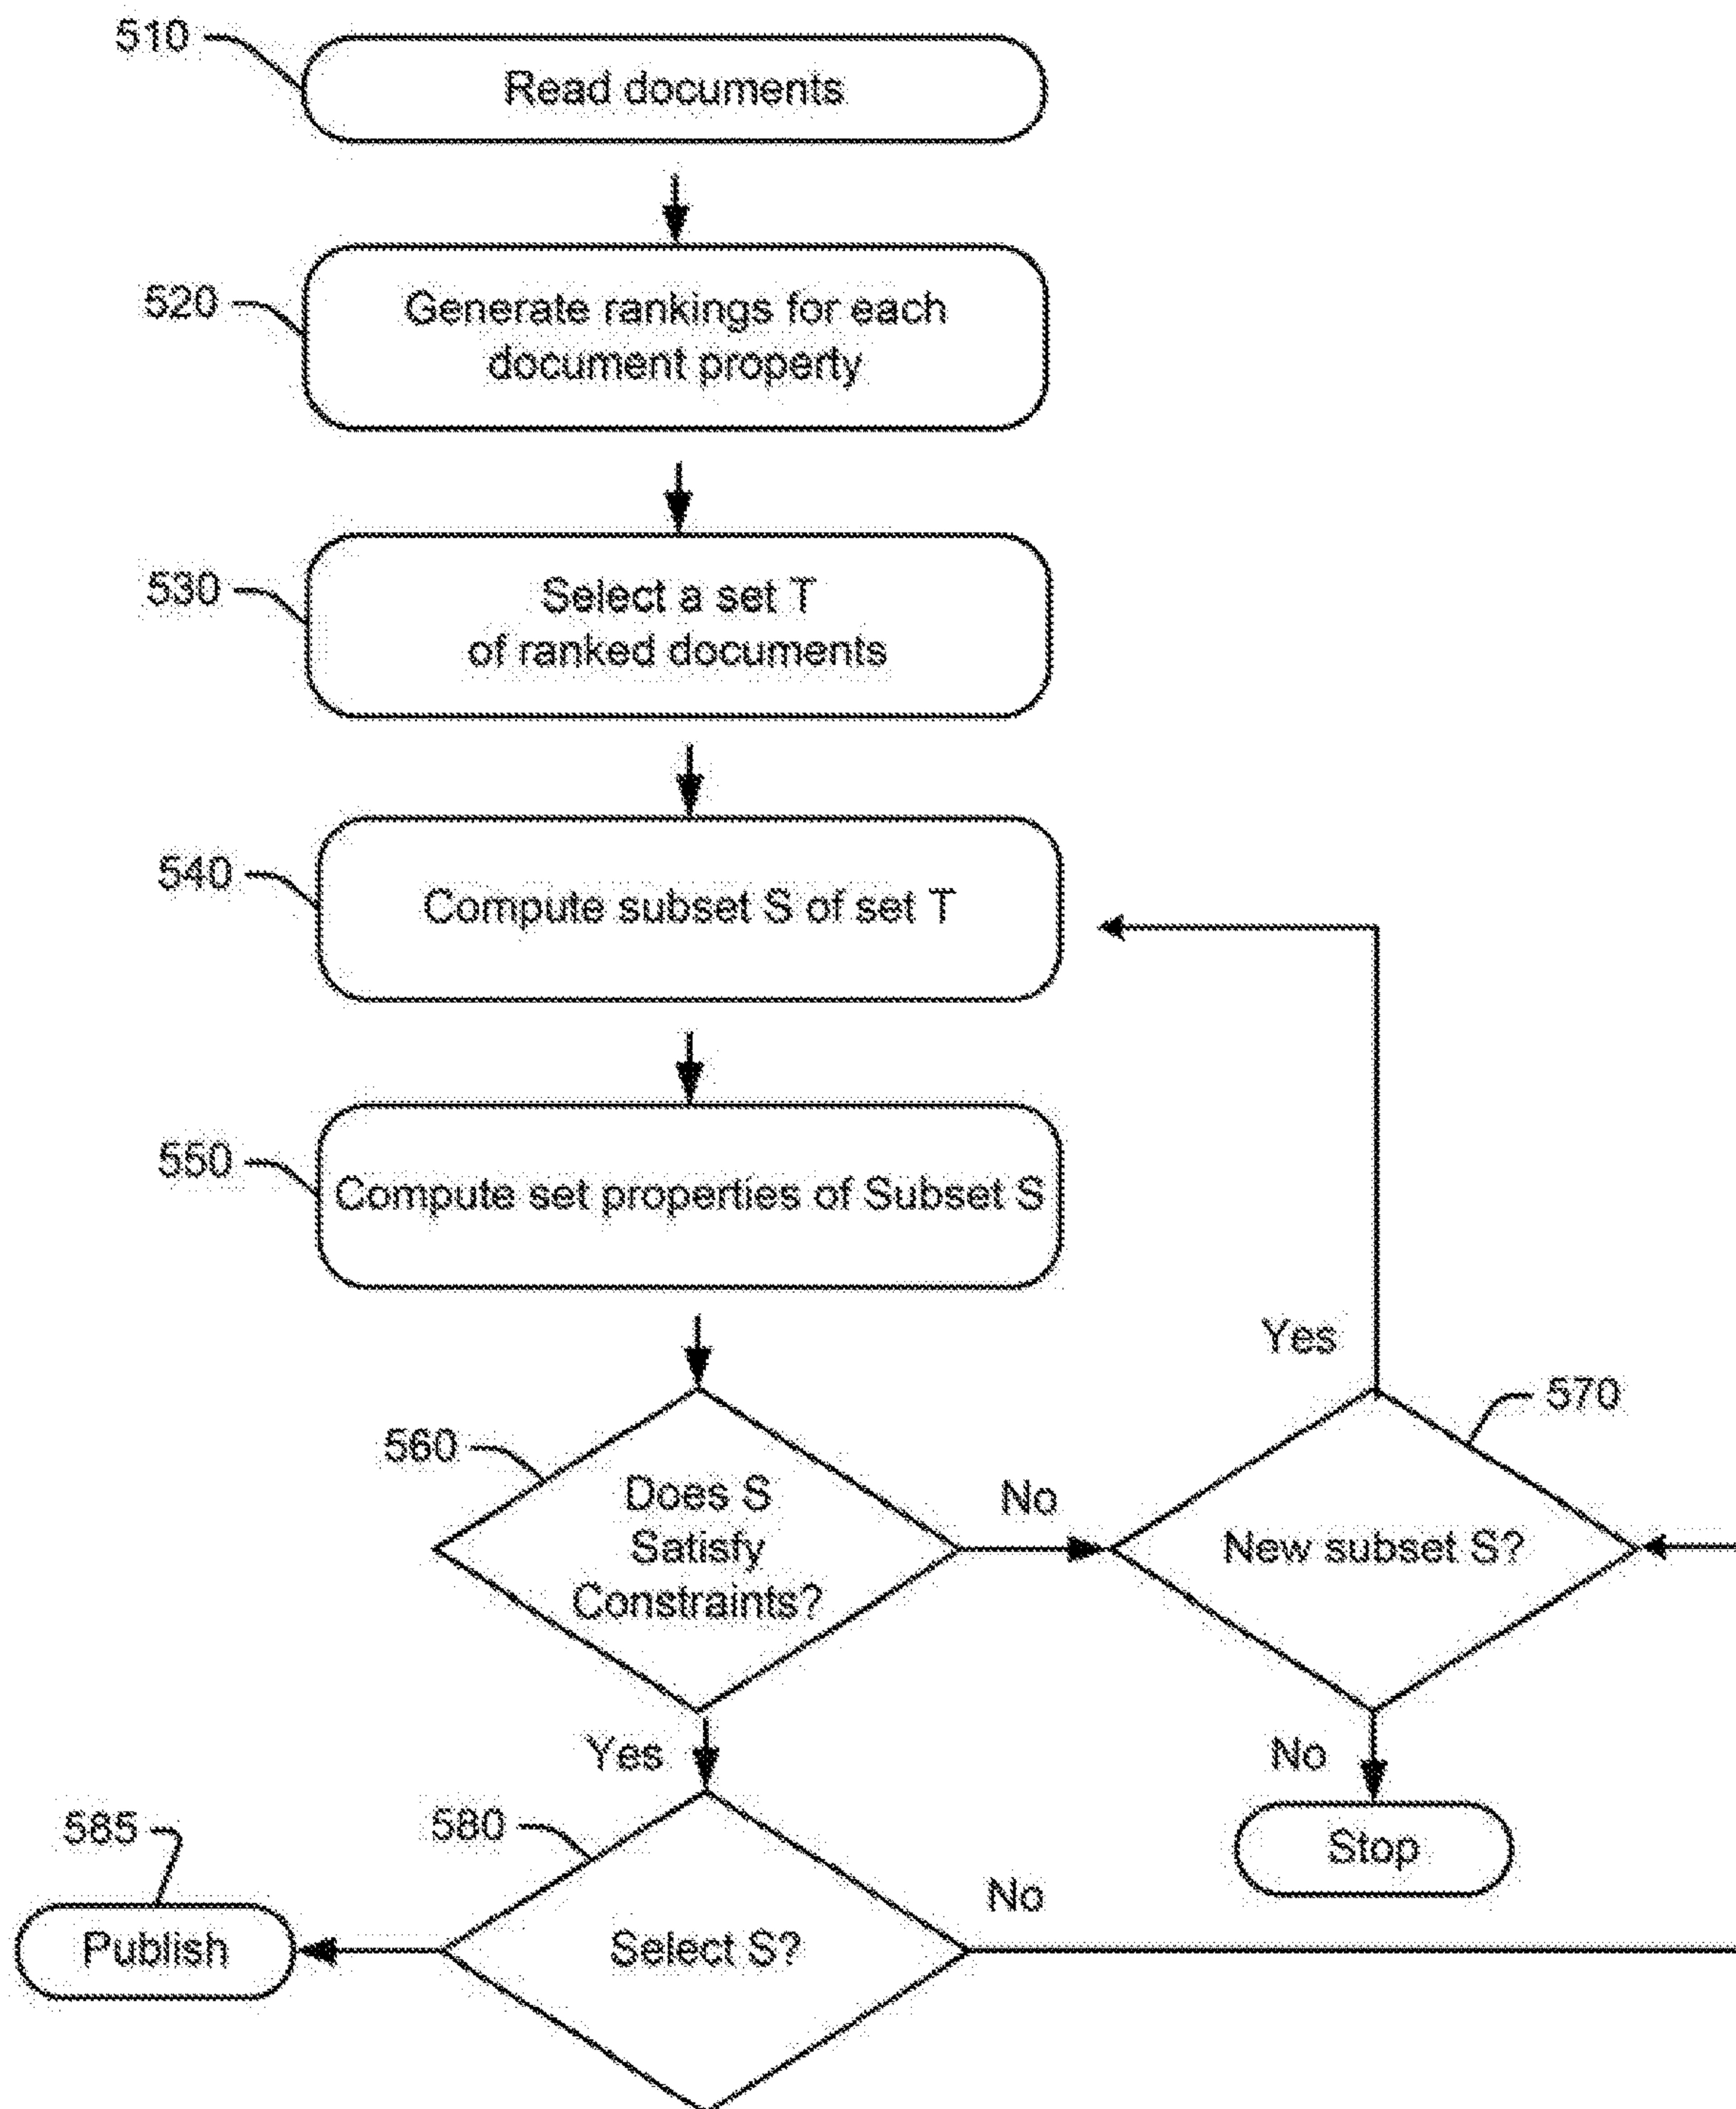 510
Read documents
520
Generate rankings for each
document property
530
Select a set T
of ranked documents
540
Compute subset S of set T
550
Compute set properties of Subset S
Yes
570
560
Does S
Satisfy
Constraints?
No
New subset S?
Yes
No
585
580
Stop
Publish
Select S?
No